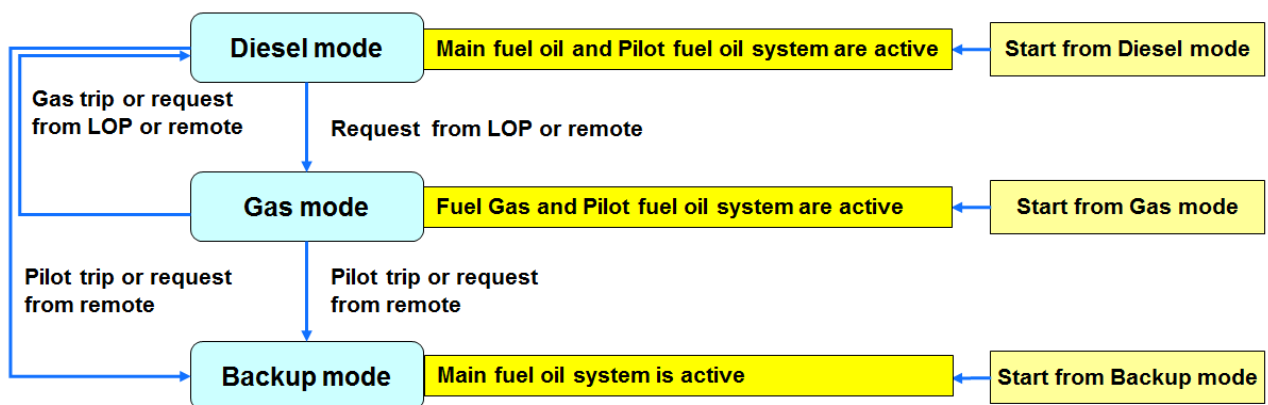 Diesel mode
Main fuel oil and Pilot fuel oil system are active
Start from Diesel mode
Gas trip or request
from LOP or remote
Request from LOP or remote
Gas mode
Fuel Gas and Pilot fuel oil system are active
Start from Gas mode
Pilot trip or request
from remote
Pilot trip or request
from remote
Backup mode
Main fuel oil system is active
Start from Backup mode